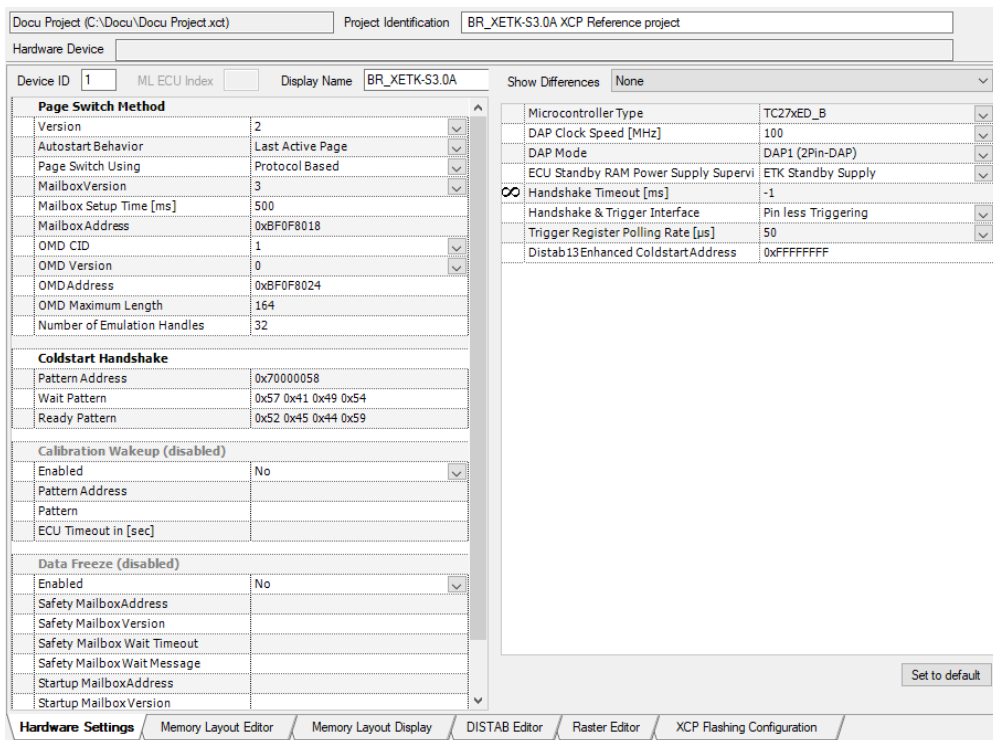 Docu Project (C:\Docu\Docu Project.xct) Project Identification BR_XETK-S3.0A XCP Reference project
Hardware Device
Device ID 1 ML ECU Index Display Name BR_XETK-S3.0A
Page Switch Method
Version 2
Autostart Behavior Last Active Page
Page Switch Using Protocol Based
MailboxVersion 3
Mailbox Setup Time [ms] 500
MailboxAddress 0xBF0F8018
OMD CID 1
OMD Version 0
OMDAddress 0xBF0F8024
OMD Maximum Length 164
Number of Emulation Handles 32
Coldstart Handshake
Pattern Address 0x70000058
Wait Pattern 0x57 0x41 0x49 0x54
Ready Pattern 0x52 0x45 0x44 0x59
Calibration Wakeup (disabled)
Enabled No
Pattern Address
Pattern
ECU Timeout in [sec]
Data Freeze (disabled)
Enabled No
Safety MailboxAddress
Safety Mailbox Version
Safety Mailbox Wait Timeout
Safety Mailbox Wait Message
Startup MailboxAddress
Startup Mailbox Version
Show Differences None
Microcontroller Type TC27xED_B
DAP Clock Speed [MHz] 100
DAP Mode DAP1 (2Pin-DAP)
ECU Standby RAM Power Supply Supervi ETK Standby Supply
∞ Handshake Timeout [ms] -1
Handshake & Trigger Interface Pin less Triggering
Trigger Register Polling Rate [µs] 50
Distab13Enhanced ColdstartAddress 0xFFFFFFFF
Set to default
Hardware Settings Memory Layout Editor Memory Layout Display DISTAB Editor Raster Editor XCP Flashing Configuration